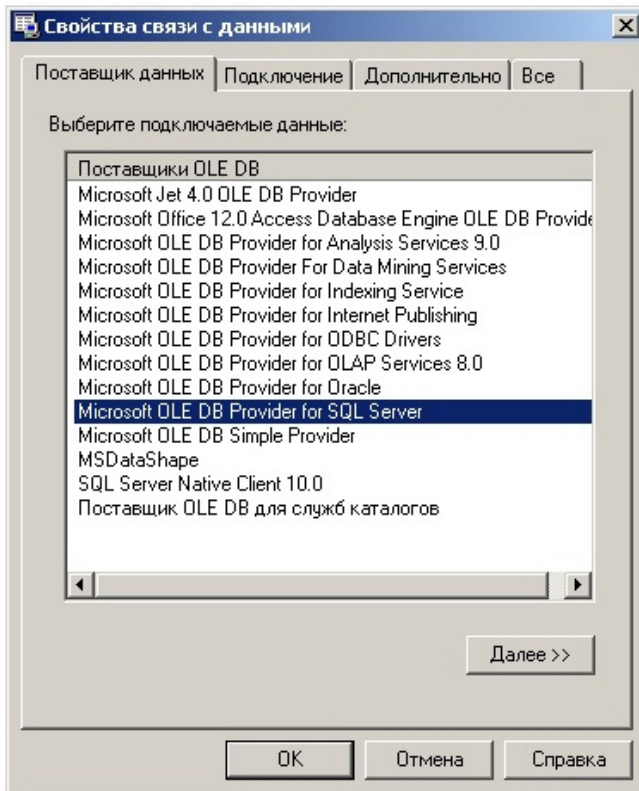 Свойства связи с данными
Поставщик данных Подключение Дополнительно Все
Выберите подключаемые данные:
Поставщики OLE DB
Microsoft Jet 4.0 OLE DB Provider
Microsoft Office 12.0 Access Database Engine OLE DB Provide
Microsoft OLE DB Provider for Analysis Services 9.0
Microsoft OLE DB Provider For Data Mining Services
Microsoft OLE DB Provider for Indexing Service
Microsoft OLE DB Provider for Internet Publishing
Microsoft OLE DB Provider for ODBC Drivers
Microsoft OLE DB Provider for OLAP Services 8.0
Microsoft OLE DB Provider for Oracle
Microsoft OLE DB Provider for SQL Server
Microsoft OLE DB Simple Provider
MSDataShape
SQL Server Native Client 10.0
Поставщик OLE DB для служб каталогов
Далее >>
OK Отмена Справка